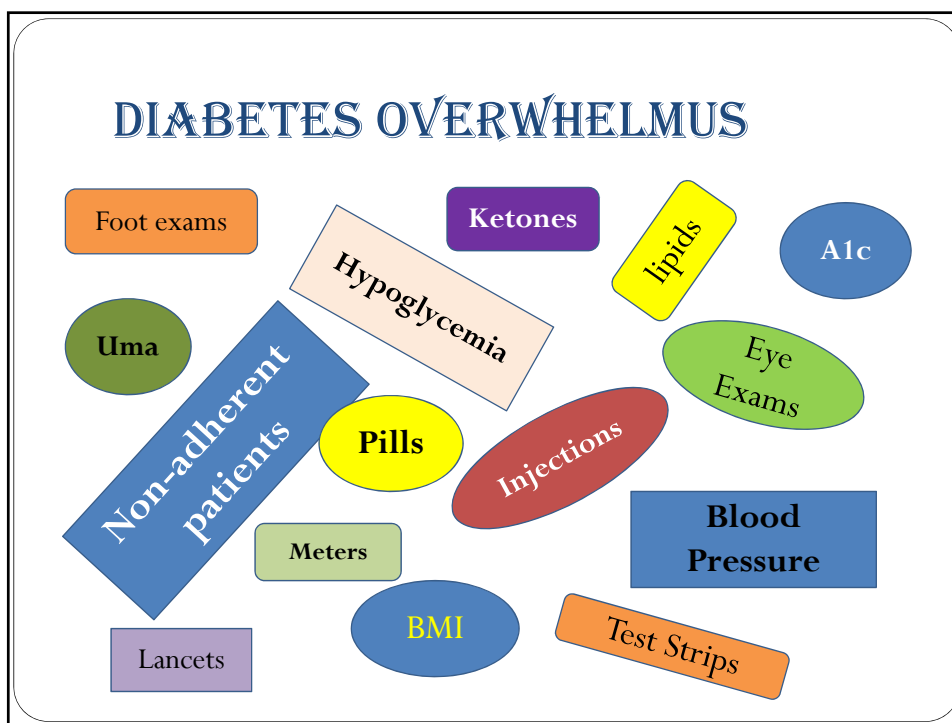 DIABETES OVERWHELMUS
Foot exams
Ketones
lipids
A1c
Hypoglycemia
Uma
Eye
Exams
Non-adherent
patients
Pills
Injections
Blood
Pressure
Meters
BMI
Test Strips
Lancets